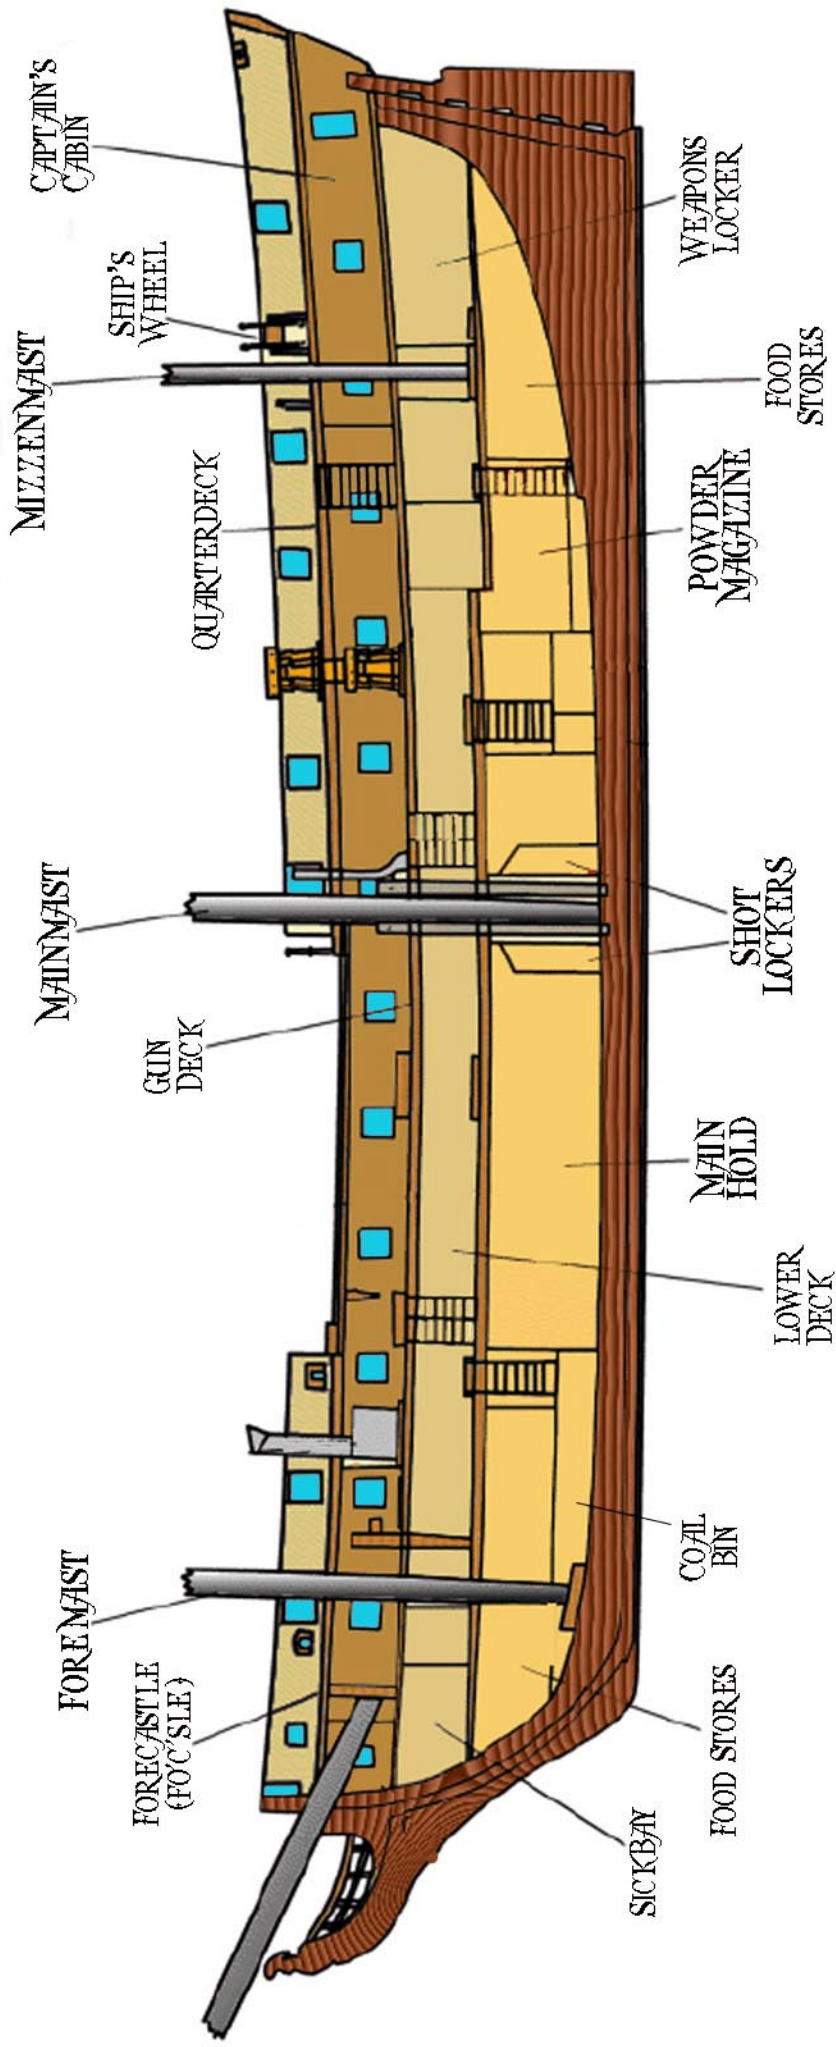 FOREMAST
MAINMAST
MIZZENMAST
CAPTAIN'S
CABIN
FORECASTLE
(FO'C'SLE)
GUN
DECK
QUARTERDECK
SHIP'S
WHEEL
SICKBAY
FOOD STORES
COAL
BIN
LOWER
DECK
MAIN
HOLD
SHOT
LOCKERS
POWDER
MAGAZINE
FOOD
STORES
WEAPONS
LOCKER